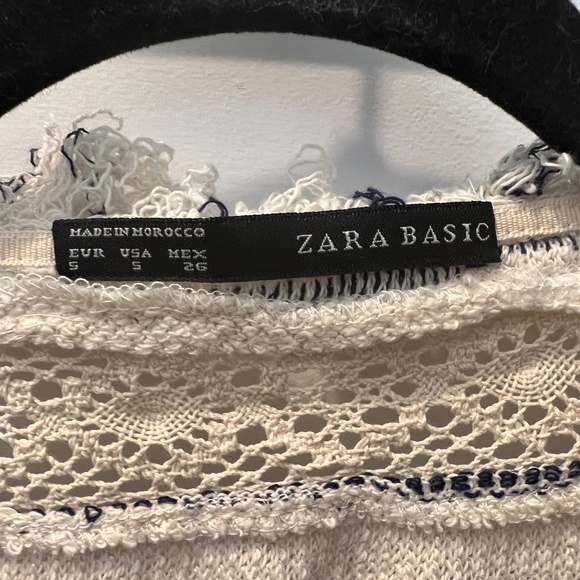 MADE IN MOROCCO
EUR USA MEX
S S 26
ZARA BASIC